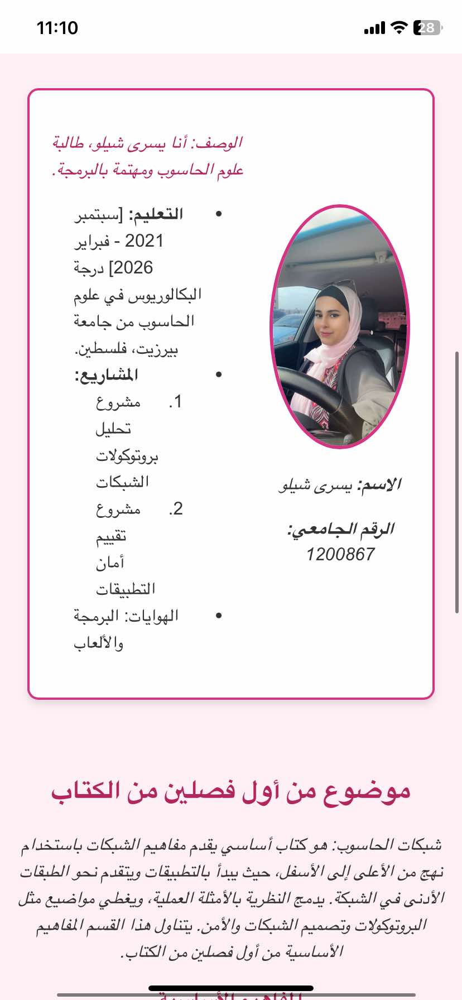 11:10
28
الوصف: أنا يسرى شيلو، طالبة
علوم الحاسوب ومهتمة بالبرمجة.
الاسم: يسرى شيلو
الرقم الجامعي:
1200867
• التعليم: [سبتمبر
2021 - فبراير
2026] درجة
البكالوريوس في علوم
الحاسوب من جامعة
بيرزيت، فلسطين.
• المشاريع:
1. مشروع
تحليل
بروتوكولات
الشبكات
2. مشروع
تقييم
أمان
التطبيقات
• الهوايات: البرمجة
والألعاب
موضوع من أول فصلين من الكتاب
شبكات الحاسوب: هو كتاب أساسي يقدم مفاهيم الشبكات باستخدام
نهج من الأعلى إلى الأسفل، حيث يبدأ بالتطبيقات ويتقدم نحو الطبقات
الأدنى في الشبكة. يدمج النظرية بالأمثلة العملية، ويغطي مواضيع مثل
البروتوكولات وتصميم الشبكات والأمن. يتناول هذا القسم المفاهيم
الأساسية من أول فصلين من الكتاب.
المفاهيم الأساسية